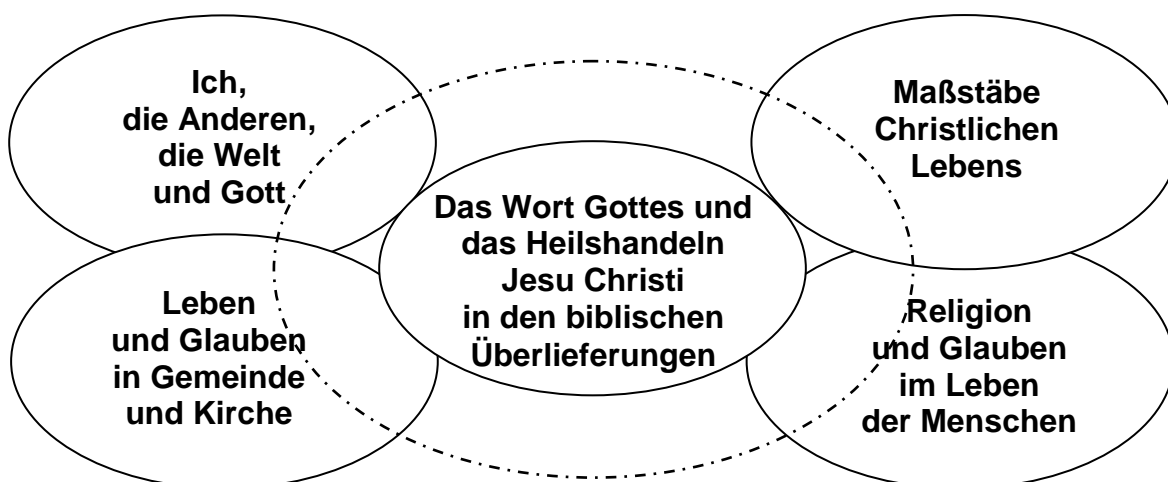 Ich,
die Anderen,
die Welt
und Gott
Maßstäbe
Christlichen
Lebens
Das Wort Gottes und
das Heilshandeln
Jesu Christi
in den biblischen
Überlieferungen
Leben
und Glauben
in Gemeinde
und Kirche
Religion
und Glauben
im Leben
der Menschen